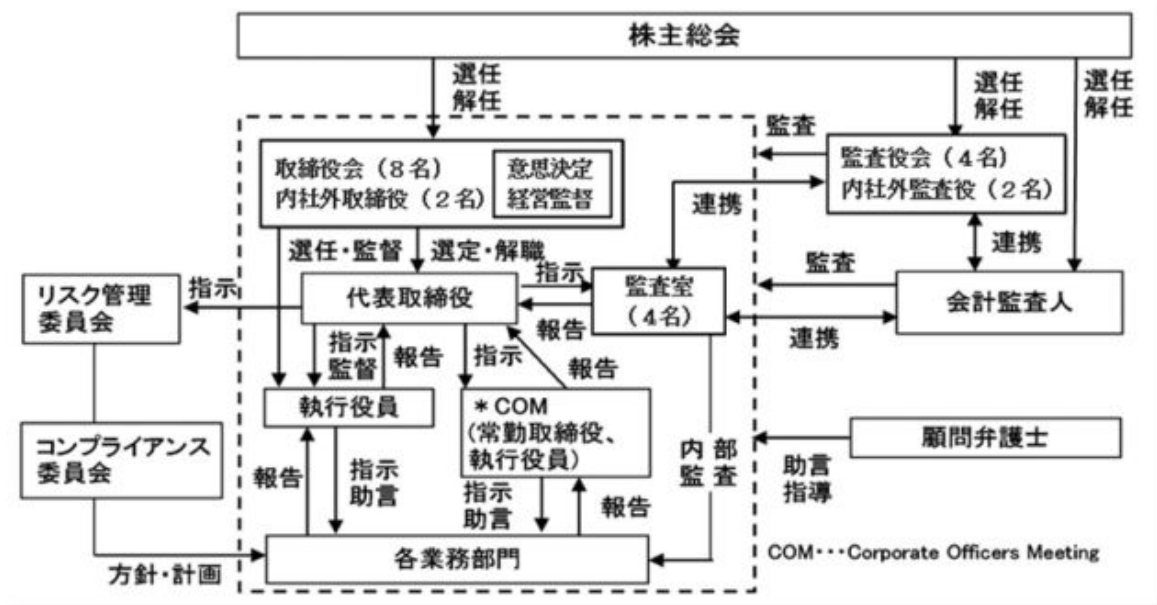 株主総会
選任
解任
選任
解任
選任
解任
監査
取締役会（８名）
内社外取締役（２名）
意思決定
経営監督
監査役会（４名）
内社外監査役（２名）
連携
連携
選任・監督
選定・解職
監査
指示
リスク管理
委員会
指示
代表取締役
監査室
（４名）
会計監査人
報告
連携
指示
監督
報告
指示
報告
執行役員
＊COM
(常勤取締役、
執行役員）
コンプライアンス
委員会
顧問弁護士
内部
監査
報告
指示
助言
指示
助言
報告
助言
指導
各業務部門
COM・・・Corporate Officers Meeting
方針・計画